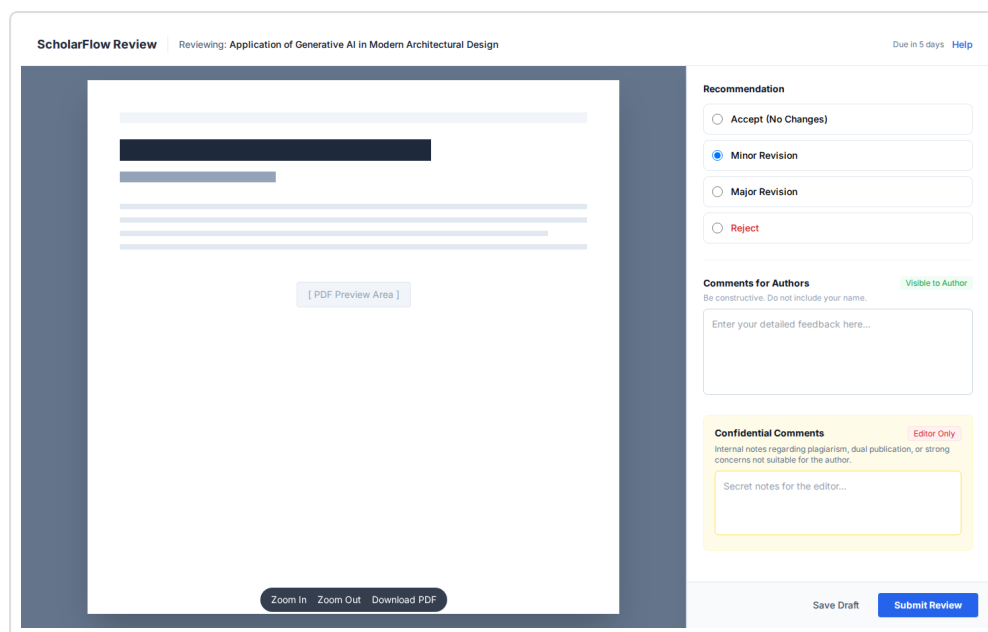 ScholarFlow Review
Reviewing: Application of Generative AI in Modern Architectural Design
Due in 5 days
Help
[ PDF Preview Area ]
Zoom In
Zoom Out
Download PDF
Recommendation
Accept (No Changes)
Minor Revision
Major Revision
Reject
Comments for Authors
Visible to Author
Be constructive. Do not include your name.
Enter your detailed feedback here...
Confidential Comments
Editor Only
Internal notes regarding plagiarism, dual publication, or strong
concerns not suitable for the author.
Secret notes for the editor...
Save Draft
Submit Review